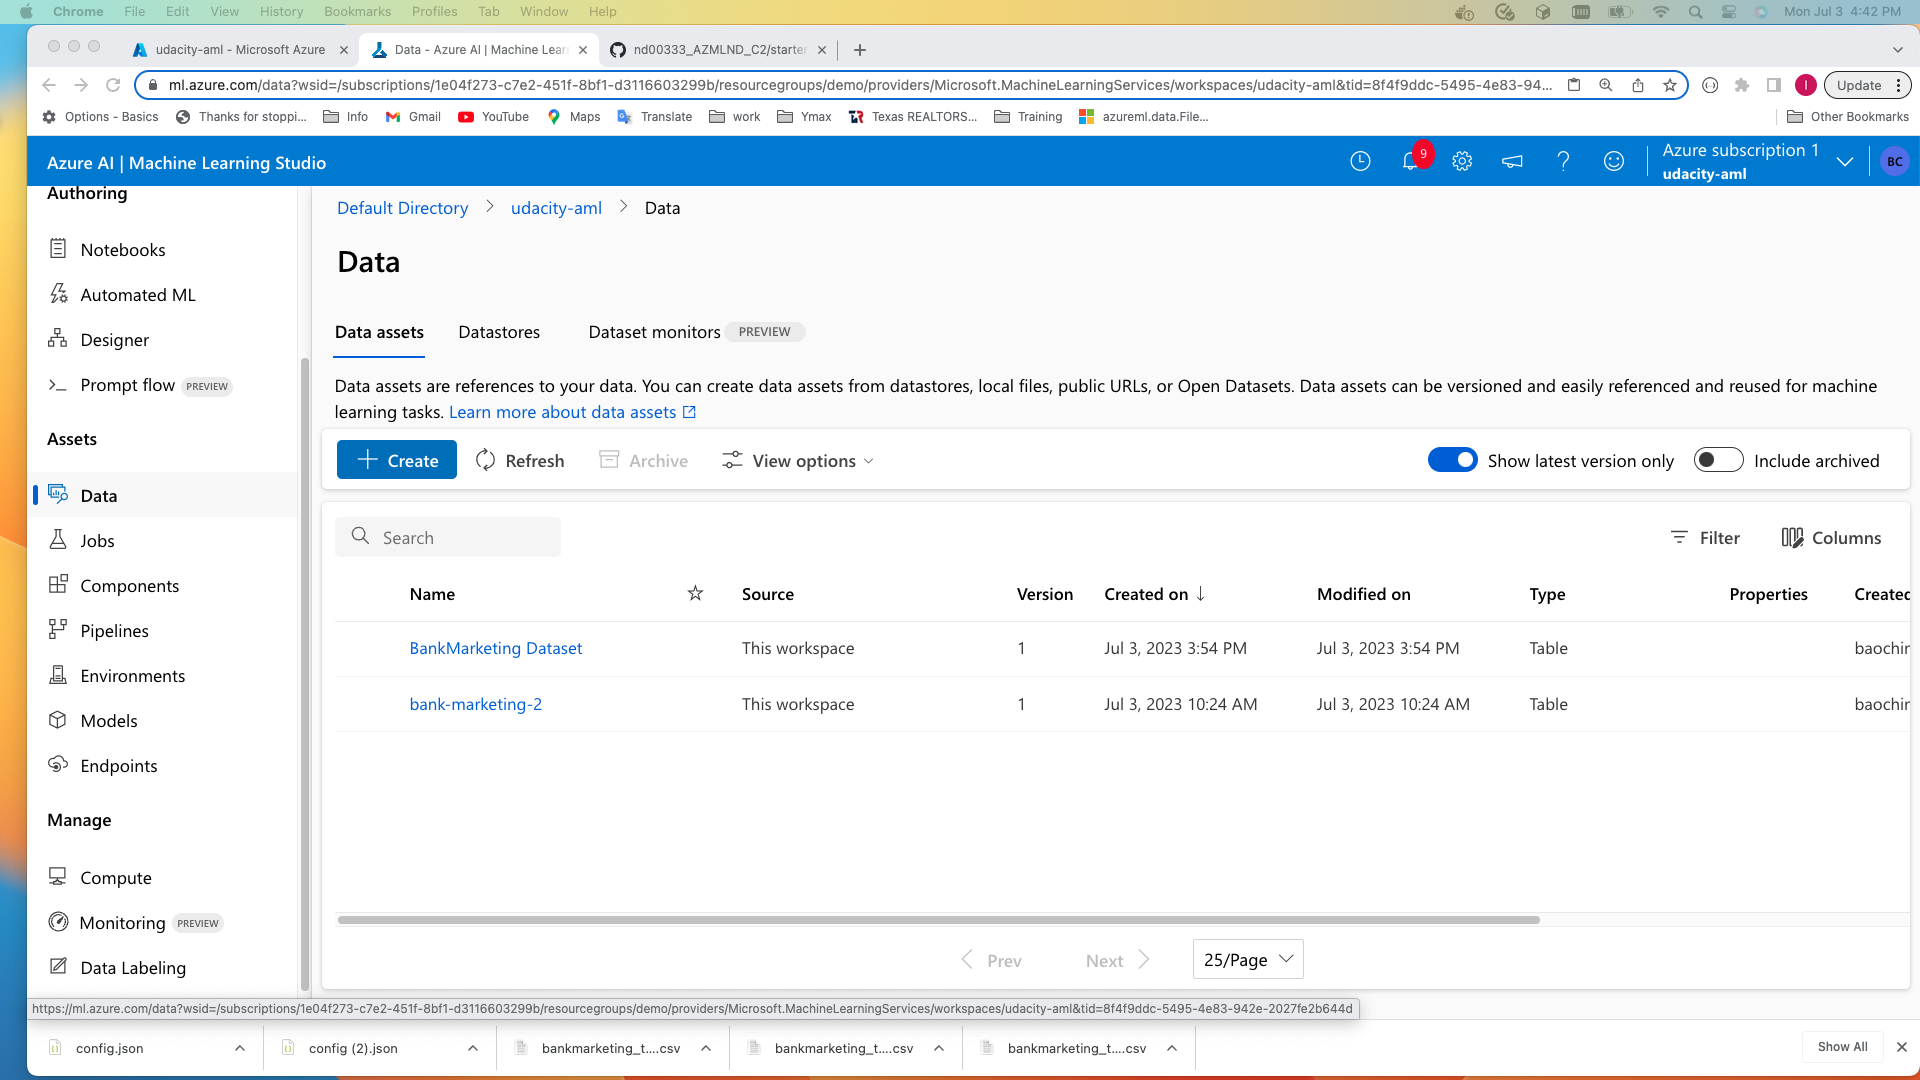 Chrome File Edit View History Bookmarks Profiles Tab Window Help Mon Jul 3 4:42 PM
udacity-aml - Microsoft Azure Data - Azure AI | Machine Lear nd00333_AZMLND_C2/starter
ml.azure.com/data?wsid=/subscriptions/1e04f273-c7e2-451f-8bf1-d3116603299b/resourcegroups/demo/providers/Microsoft.MachineLearningServices/workspaces/udacity-aml&tid=8f4f9ddc-5495-4e83-94... Update
Options - Basics Thanks for stoppi... Info Gmail YouTube Maps Translate work Ymax Texas REALTORS... Training azureml.data.File... Other Bookmarks
Azure AI | Machine Learning Studio
9
Azure subscription 1
udacity-aml
BC
Authoring
Notebooks
Automated ML
Designer
Prompt flow PREVIEW
Assets
Data
Jobs
Components
Pipelines
Environments
Models
Endpoints
Manage
Compute
Monitoring PREVIEW
Data Labeling
Default Directory > udacity-aml > Data
Data
Data assets Datastores Dataset monitors PREVIEW
Data assets are references to your data. You can create data assets from datastores, local files, public URLs, or Open Datasets. Data assets can be versioned and easily referenced and reused for machine
learning tasks. Learn more about data assets
Create Refresh Archive View options Show latest version only Include archived
Search Filter Columns
Name Source Version Created on ↓ Modified on Type Properties Created
BankMarketing Dataset This workspace 1 Jul 3, 2023 3:54 PM Jul 3, 2023 3:54 PM Table baochir
bank-marketing-2 This workspace 1 Jul 3, 2023 10:24 AM Jul 3, 2023 10:24 AM Table baochir
Prev Next 25/Page
https://ml.azure.com/data?wsid=/subscriptions/1e04f273-c7e2-451f-8bf1-d3116603299b/resourcegroups/demo/providers/Microsoft.MachineLearningServices/workspaces/udacity-aml&tid=8f4f9ddc-5495-4e83-942e-2027fe2b644d
config.json config (2).json bankmarketing_t....csv bankmarketing_t....csv bankmarketing_t....csv Show All